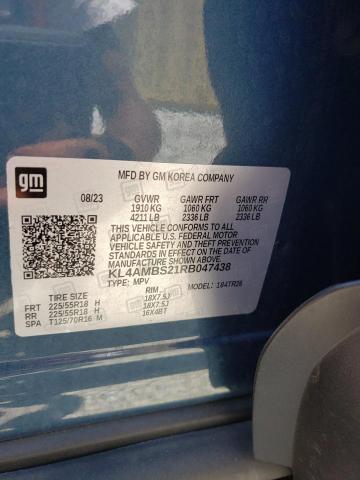 gm
MFD BY GM KOREA COMPANY
08/23 GVWR GAWR FRT GAWR RR
1910 KG 1060 KG 1060 KG
4211 LB 2336 LB 2336 LB
THIS VEHICLE CONFORMS TO ALL
APPLICABLE U.S. FEDERAL MOTOR
VEHICLE SAFETY AND THEFT
PREVENTION STANDARDS IN EFFECT
ON THE DATE OF MANUFACTURE
SHOWN ABOVE.
KL4AMBS21RB047438
TYPE: MPV MODEL: 1B4TR26
TIRE SIZE RIM
FRT 225/55R18 H 18X7.5J
RR 225/55R18 H 18X7.5J
SPA T125/70R16 M 16X4BT